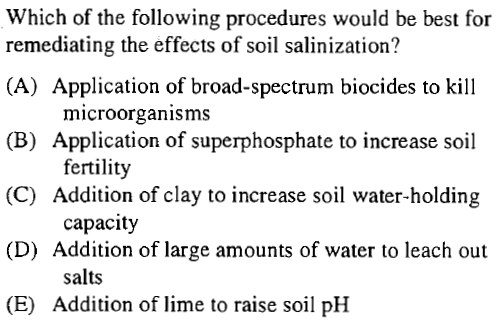 Which of the following procedures would be best for
remediating the effects of soil salinization?
(A) Application of broad-spectrum biocides to kill
microorganisms
(B) Application of superphosphate to increase soil
fertility
(C) Addition of clay to increase soil water-holding
capacity
(D) Addition of large amounts of water to leach out
salts
(E) Addition of lime to raise soil pH